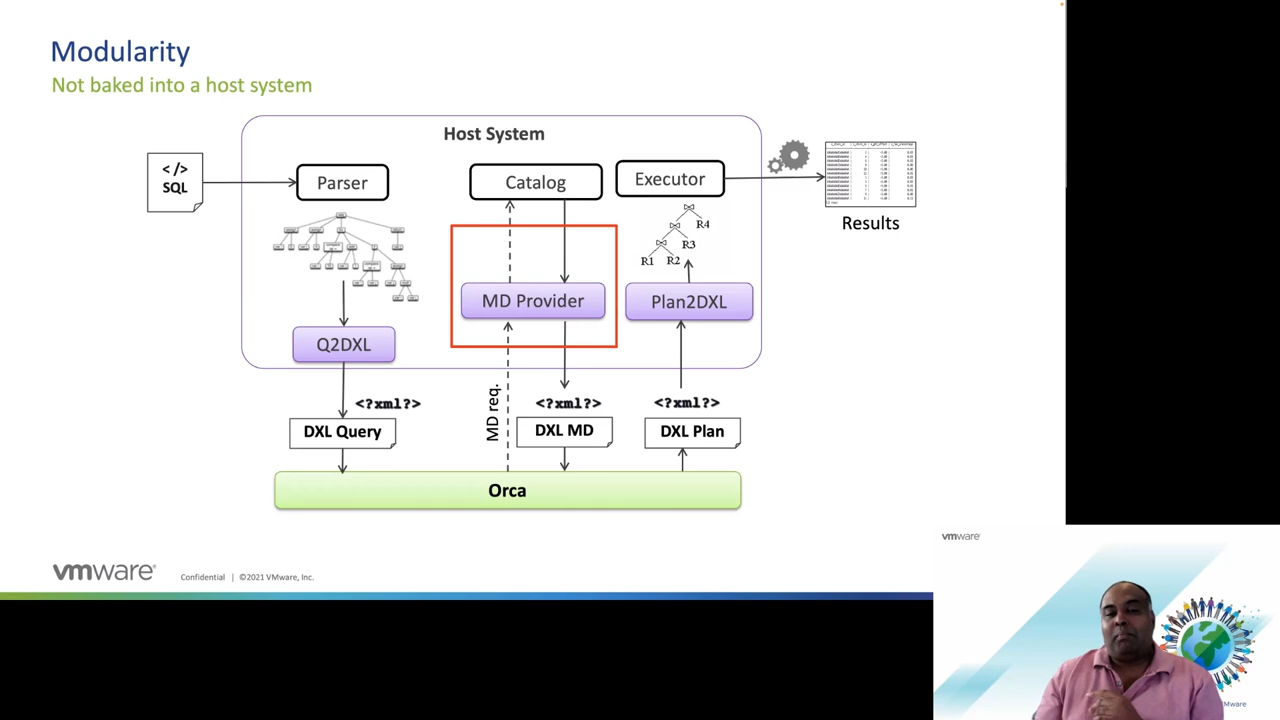 Modularity
Not baked into a host system
Host System
< />
SQL
Parser
Catalog
Executor
Results
R4
R3
R1
R2
MD Provider
Plan2DXL
Q2DXL
<?xml?>
<?xml?>
<?xml?>
MD req.
DXL Query
DXL MD
DXL Plan
Orca
vmware®
Confidential | ©2021 VMware, Inc.
vmware®
Mware